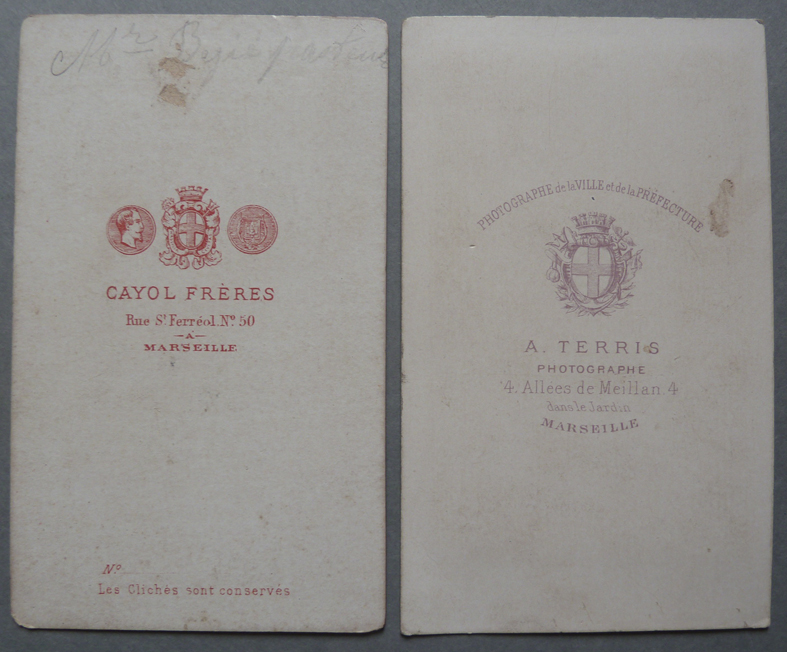 Mr
CAYOL FRÈRES
Rue St Ferréol. No. 50
—A—
MARSEILLE
No.
Les Clichés sont conservés
PHOTOGRAPHE de la VILLE et de la PRÉFECTURE
A. TERRIS
PHOTOGRAPHE
4. Allées de Meillan. 4
dans le Jardin
MARSEILLE